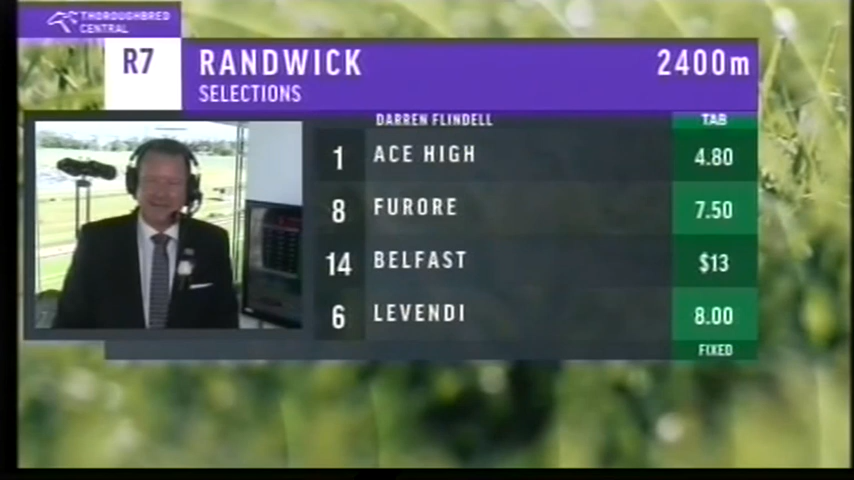 THOROUGHBRED
CENTRAL
R7 RANDWICK 2400m
SELECTIONS
DARREN FLINDELL TAB
1 ACE HIGH 4.80
8 FURORE 7.50
14 BELFAST $13
6 LEVENDI 8.00
FIXED